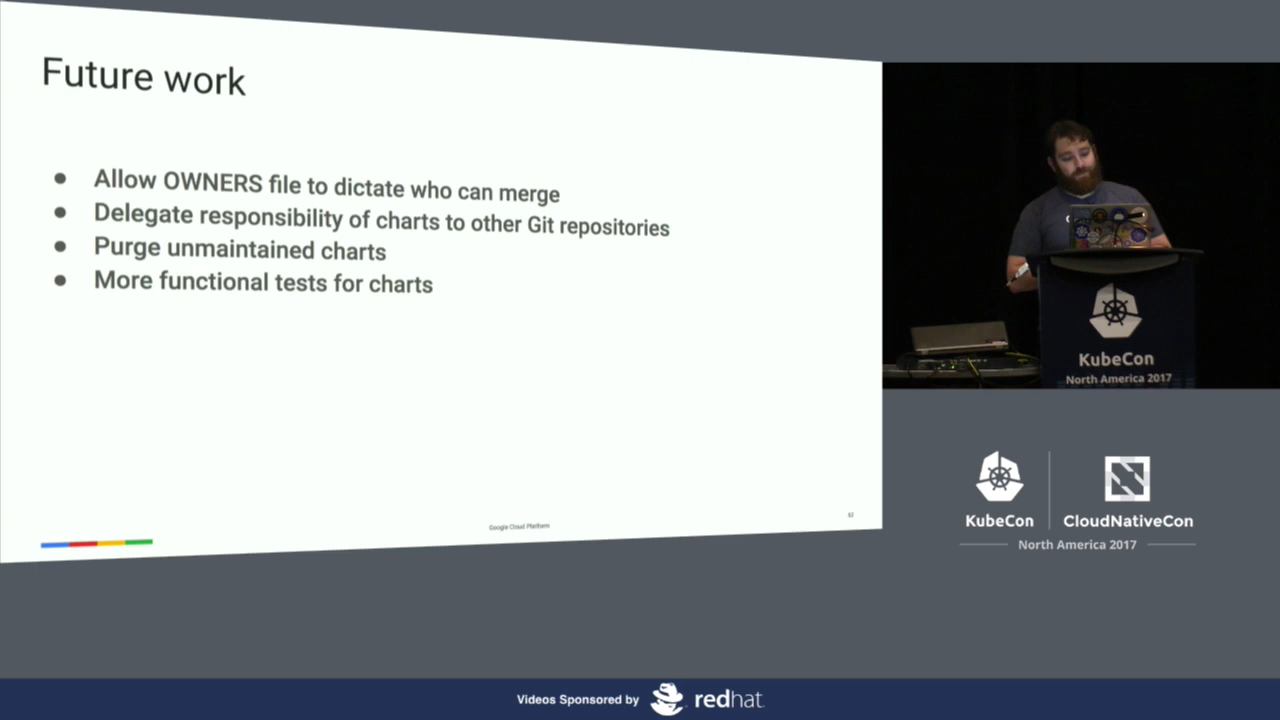 Future work
Allow OWNERS file to dictate who can merge
Delegate responsibility of charts to other Git repositories
Purge unmaintained charts
More functional tests for charts
Google Cloud Platform
KubeCon
North America 2017
KubeCon
CloudNativeCon
North America 2017
Videos Sponsored by
redhat